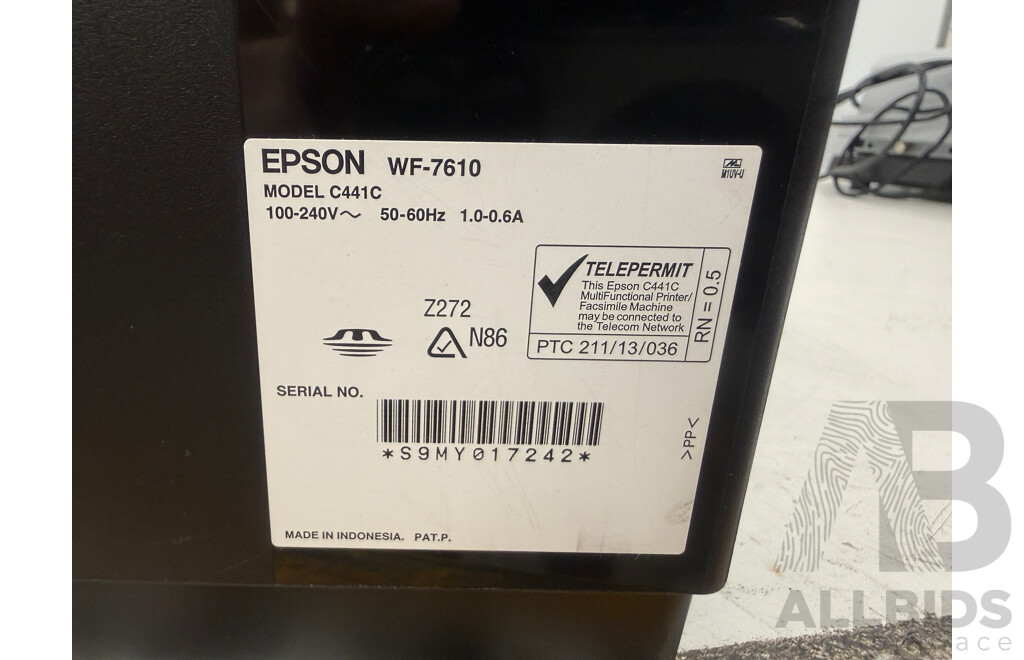 EPSON WF-7610
M1UV-U
MODEL C441C
100-240V～ 50-60Hz 1.0-0.6A
TELEPERMIT
This Epson C441C
MultiFunctional Printer/
Facsimile Machine
may be connected to
the Telecom Network
PTC 211/13/036
RN = 0.5
Z272
N86
SERIAL NO.
*S9MY017242*
>PP<
MADE IN INDONESIA. PAT.P.
AB
ALLBIDS